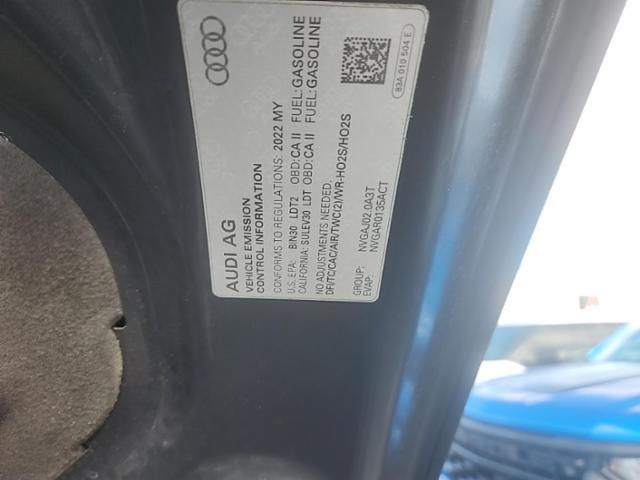 AUDI AG
VEHICLE EMISSION
CONTROL INFORMATION
CONFORMS TO REGULATIONS: 2022 MY
U.S. EPA: BIN30 LDT2 OBD: CA II FUEL: GASOLINE
CALIFORNIA: SULEV30 LDT OBD: CA II FUEL: GASOLINE
NO ADJUSTMENTS NEEDED.
DFI/TC/CAC/AIR/TWC(2)/WR-HO2S/HO2S
GROUP: NVGAJ02.0A3T
EVAP: NVGAR0135ACT
83A 010 504 E